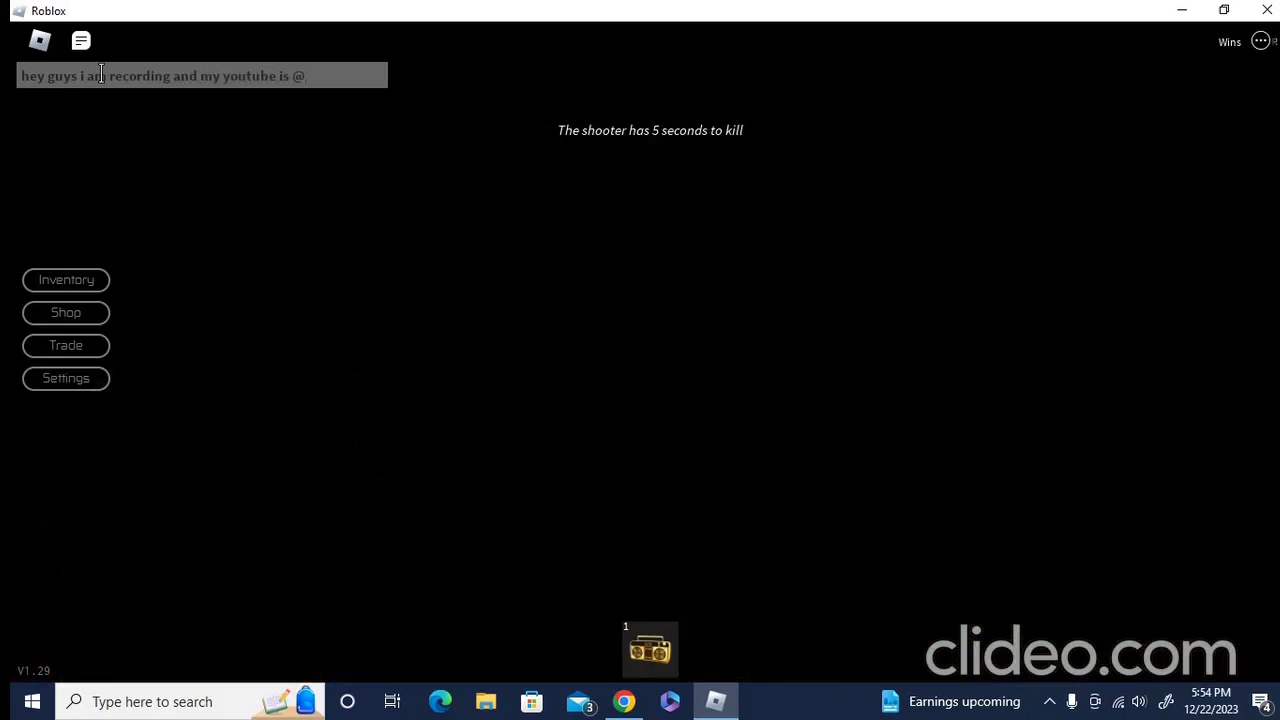 Roblox
Wins
hey guys i am recording and my youtube is @
The shooter has 5 seconds to kill
Inventory
Shop
Trade
Settings
1
clideo.com
V1.29
Type here to search
3
Earnings upcoming
5:54 PM
12/22/2023
4